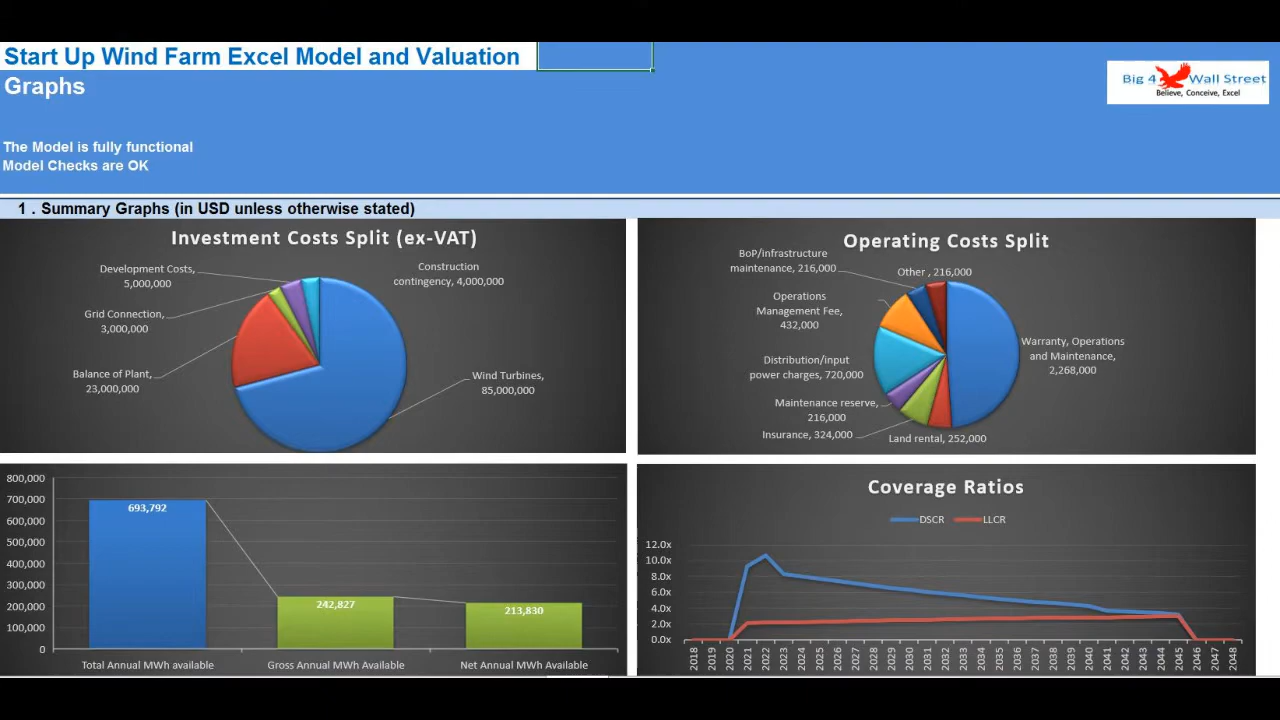 Start Up Wind Farm Excel Model and Valuation
Graphs
Big 4 Wall Street
Believe, Conceive, Excel
The Model is fully functional
Model Checks are OK
1 . Summary Graphs (in USD unless otherwise stated)
Investment Costs Split (ex-VAT)
Development Costs,
5,000,000
Construction
contingency, 4,000,000
Grid Connection,
3,000,000
Balance of Plant,
23,000,000
Wind Turbines,
85,000,000
Operating Costs Split
BoP/infrastructure
maintenance, 216,000
Other , 216,000
Operations
Management Fee,
432,000
Warranty, Operations
and Maintenance,
2,268,000
Distribution/input
power charges, 720,000
Maintenance reserve,
216,000
Insurance, 324,000
Land rental, 252,000
800,000
700,000
600,000
500,000
400,000
300,000
200,000
100,000
0
693,792
242,827
213,830
Total Annual MWh available
Gross Annual MWh Available
Net Annual MWh Available
Coverage Ratios
DSCR
LLCR
12.0x
10.0x
8.0x
6.0x
4.0x
2.0x
0.0x
2018
2019
2020
2021
2022
2023
2024
2025
2026
2027
2028
2029
2030
2031
2032
2033
2034
2035
2036
2037
2038
2039
2040
2041
2042
2043
2044
2045
2046
2047
2048